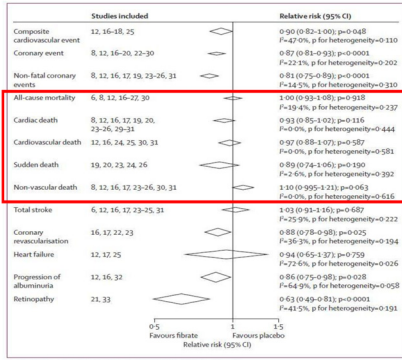 Studies included Relative risk (95% CI)
Composite 12, 16–18, 25 0·90 (0·82–1·00); p=0·048
cardiovascular event I²=47·0%, p for heterogeneity=0·110
Coronary event 8, 12, 16–20, 22–30 0·87 (0·81–0·93); p<0·0001
I²=22·1%, p for heterogeneity=0·202
Non-fatal coronary 8, 12, 16, 17, 19, 23–26, 31 0·81 (0·75–0·89); p<0·0001
events I²=14·5%, p for heterogeneity=0·310
All-cause mortality 6, 8, 12, 16–27, 30 1·00 (0·93–1·08); p=0·918
I²=19·4%, p for heterogeneity=0·237
Cardiac death 8, 12, 16, 17, 19, 20, 0·93 (0·85–1·02); p=0·116
23–26, 29–31 I²=0·0%, p for heterogeneity=0·444
Cardiovascular death 12, 16, 24, 25, 30, 31 0·97 (0·88–1·07); p=0·587
I²=0·0%, p for heterogeneity=0·581
Sudden death 19, 20, 23, 24, 26 0·89 (0·74–1·06); p=0·190
I²=2·6%, p for heterogeneity=0·392
Non-vascular death 8, 12, 16, 17, 23–26, 30, 31 1·10 (0·995–1·21); p=0·063
I²=0·0%, p for heterogeneity=0·616
Total stroke 6, 12, 16, 17, 23–25, 31 1·03 (0·91–1·16); p=0·687
I²=25·9%, p for heterogeneity=0·222
Coronary 16, 17, 22, 23 0·88 (0·78–0·98); p=0·025
revascularisation I²=36·3%, p for heterogeneity=0·194
Heart failure 12, 17, 25 0·94 (0·65–1·37); p=0·759
I²=72·6%, p for heterogeneity=0·026
Progression of 12, 16, 32 0·86 (0·75–0·98); p=0·028
albuminuria I²=64·9%, p for heterogeneity=0·058
Retinopathy 21, 33 0·63 (0·49–0·81); p=0·0001
I²=41·5%, p for heterogeneity=0·191
0·5 1 1·5
Favours fibrate Favours placebo
Relative risk (95% CI)